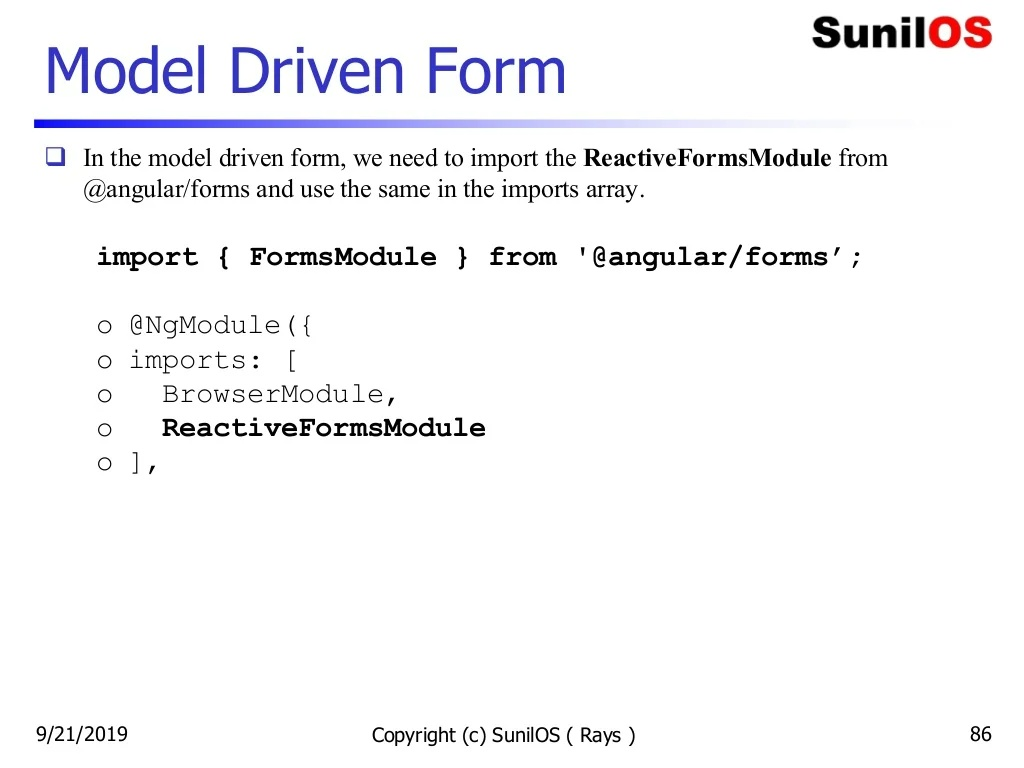 SunilOS
Model Driven Form
❑ In the model driven form, we need to import the ReactiveFormsModule from
@angular/forms and use the same in the imports array.
import { FormsModule } from '@angular/forms’;
o @NgModule({
o imports: [
o   BrowserModule,
o   ReactiveFormsModule
o ],
9/21/2019 Copyright (c) SunilOS ( Rays ) 86